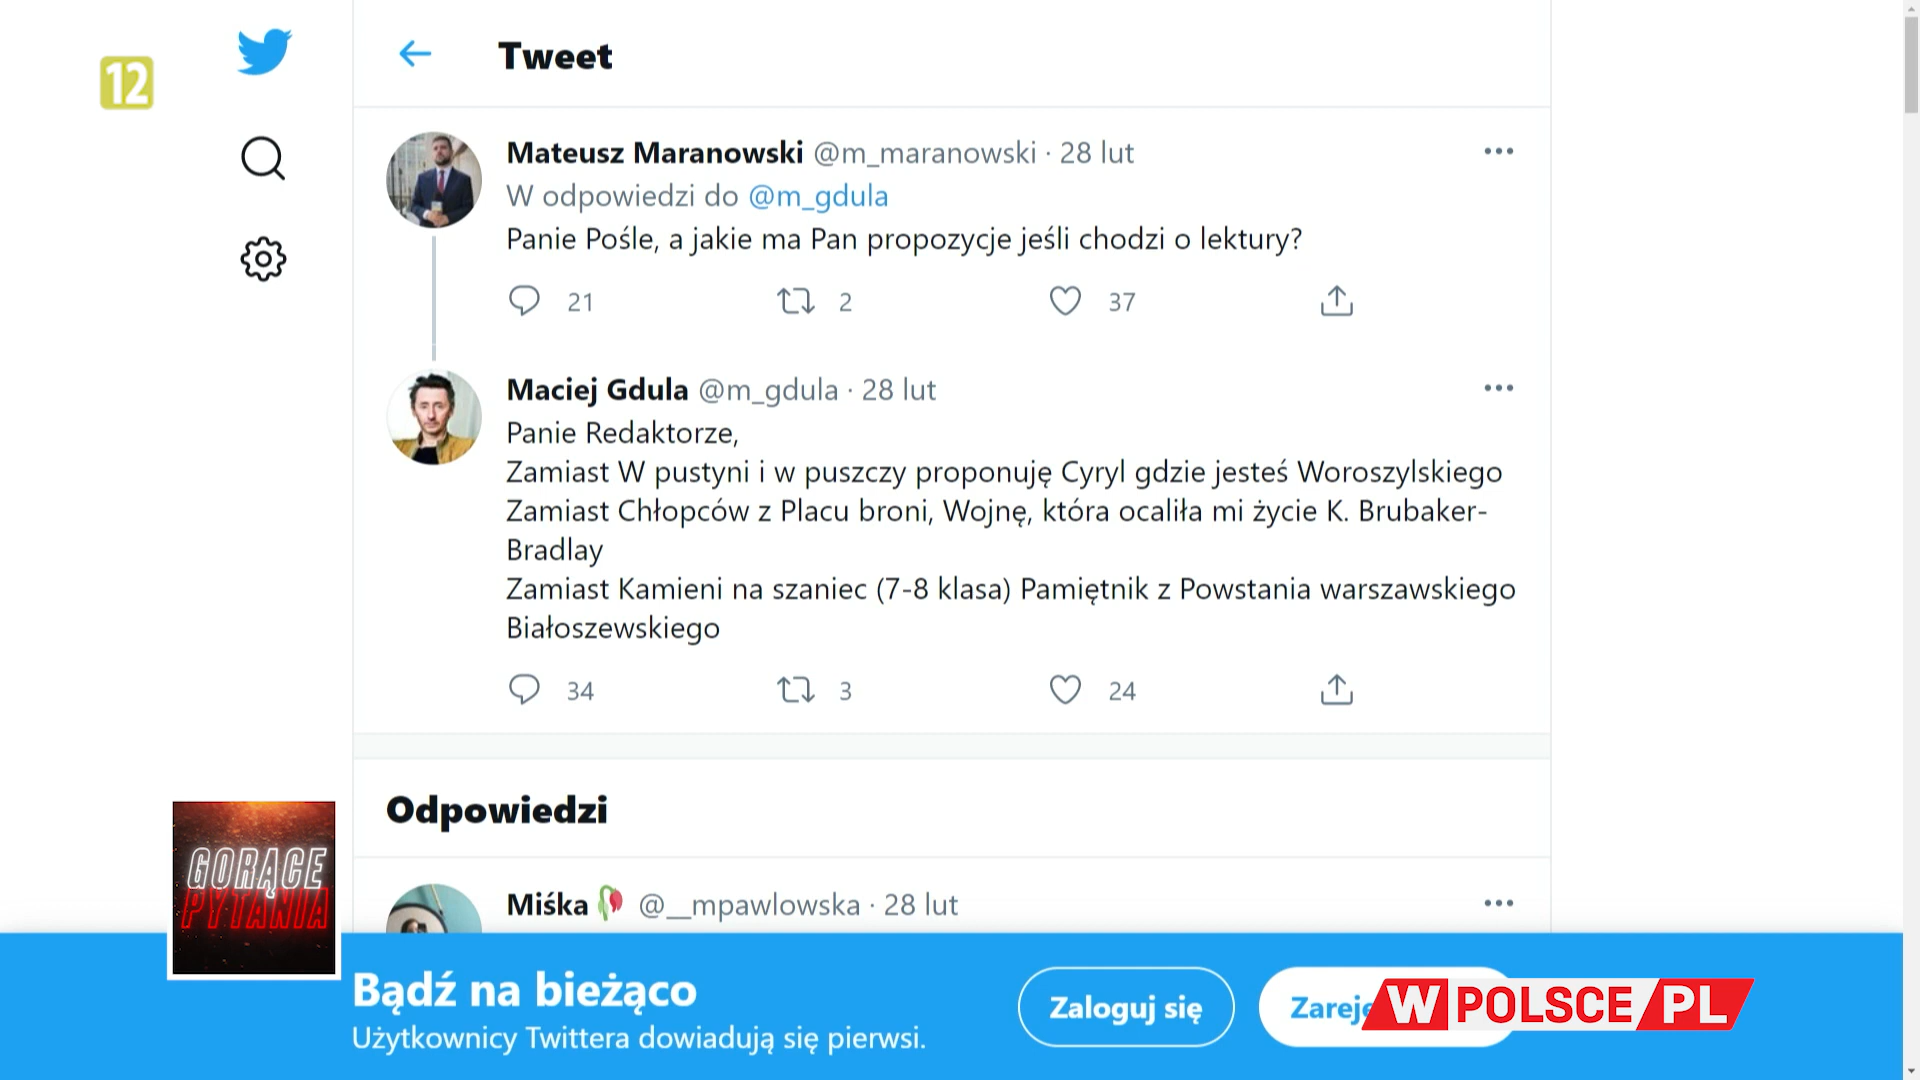 12
Tweet
Mateusz Maranowski @m_maranowski · 28 lut
W odpowiedzi do @m_gdula
Panie Pośle, a jakie ma Pan propozycje jeśli chodzi o lektury?
21 2 37
Maciej Gdula @m_gdula · 28 lut
Panie Redaktorze,
Zamiast W pustyni i w puszczy proponuję Cyryl gdzie jesteś Woroszylskiego
Zamiast Chłopców z Placu broni, Wojnę, która ocaliła mi życie K. Brubaker-
Bradlay
Zamiast Kamieni na szaniec (7-8 klasa) Pamiętnik z Powstania warszawskiego
Białoszewskiego
34 3 24
Odpowiedzi
Miśka @__mpawlowska · 28 lut
GORĄCE
PYTANIA
Bądź na bieżąco
Użytkownicy Twittera dowiadują się pierwsi.
Zaloguj się
W POLSCE/PL